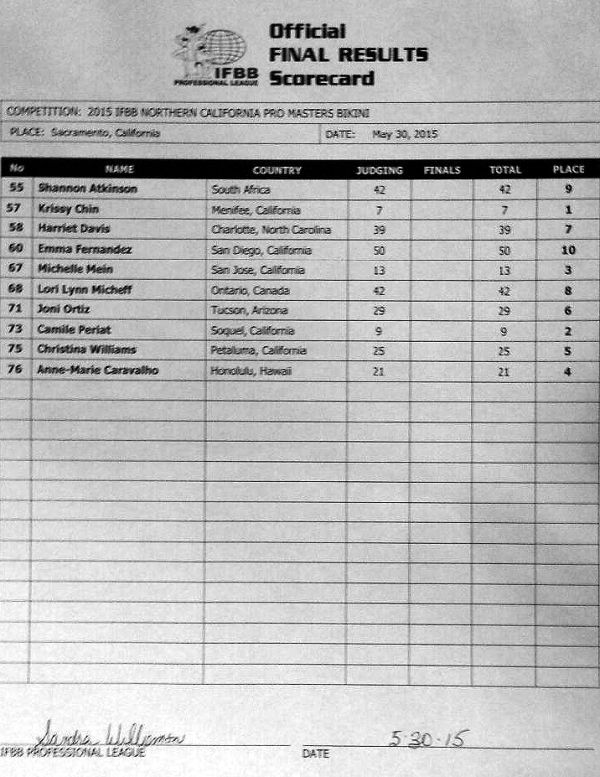 Official
FINAL RESULTS
Scorecard
IFBB
PROFESSIONAL LEAGUE
COMPETITION: 2015 IFBB NORTHERN CALIFORNIA PRO MASTERS BIKINI
PLACE: Sacramento, California DATE: May 30, 2015
No NAME COUNTRY JUDGING FINALS TOTAL PLACE
55 Shannon Atkinson South Africa 42 42 9
57 Krissy Chin Menifee, California 7 7 1
58 Harriet Davis Charlotte, North Carolina 39 39 7
60 Emma Fernandez San Diego, California 50 50 10
67 Michelle Mein San Jose, California 13 13 3
68 Lori Lynn Micheff Ontario, Canada 42 42 8
71 Joni Ortiz Tucson, Arizona 29 29 6
73 Camile Periat Soquel, California 9 9 2
75 Christina Williams Petaluma, California 25 25 5
76 Anne-Marie Caravalho Honolulu, Hawaii 21 21 4
Sandra Williamson 5-30-15
IFBB PROFESSIONAL LEAGUE DATE